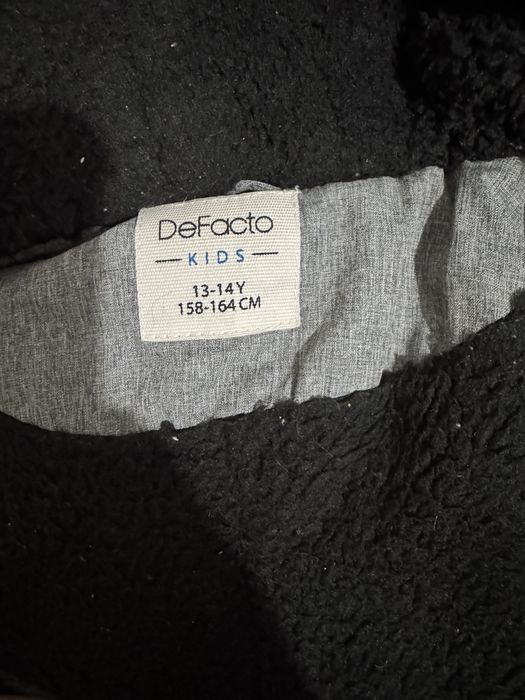 DeFacto
KIDS
13-14Y
158-164 CM